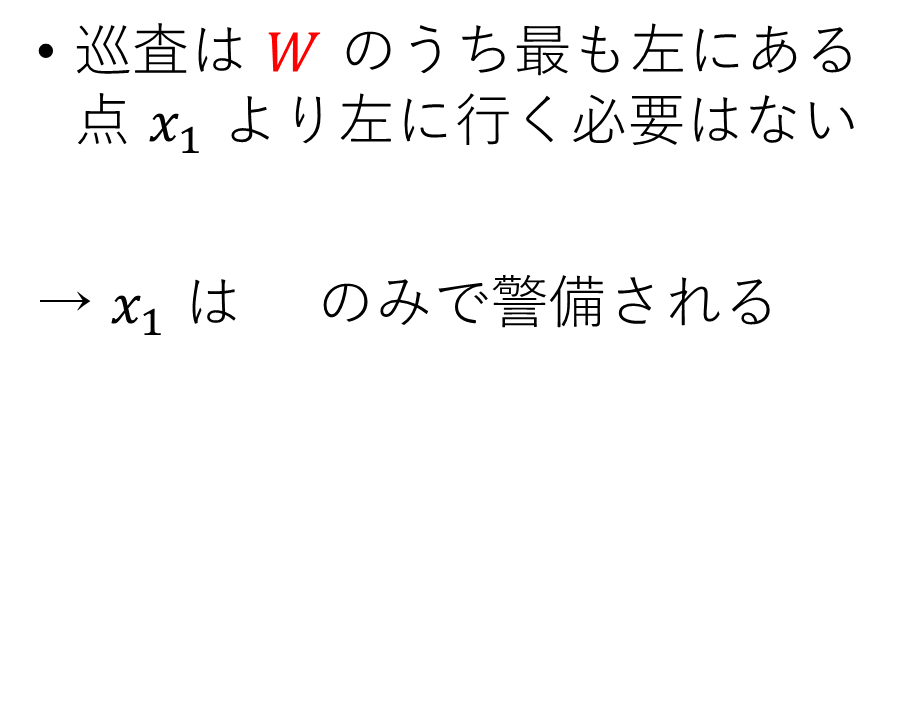 • 巡査は W のうち最も左にある
点 x₁ より左に行く必要はない
→ x₁ は のみで警備される